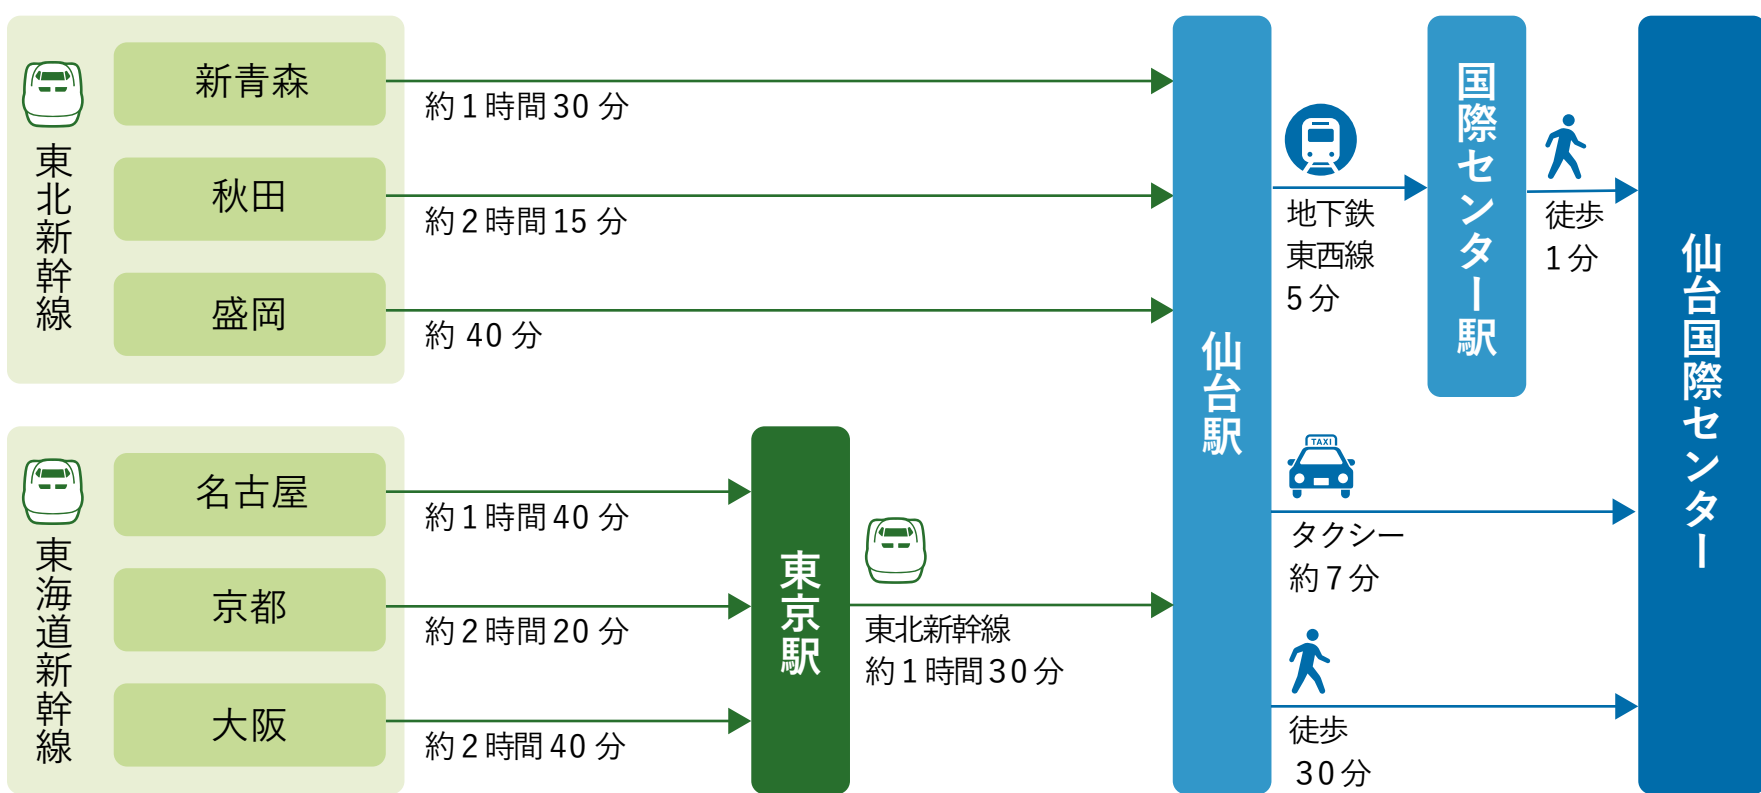 東北新幹線
新青森
約1時間30分
秋田
約2時間15分
盛岡
約40分
東海道新幹線
名古屋
約1時間40分
京都
約2時間20分
大阪
約2時間40分
東京駅
東北新幹線
約1時間30分
仙台駅
地下鉄
東西線
5分
国際センター駅
徒歩
1分
TAXI
タクシー
約7分
徒歩
30分
仙台国際センター